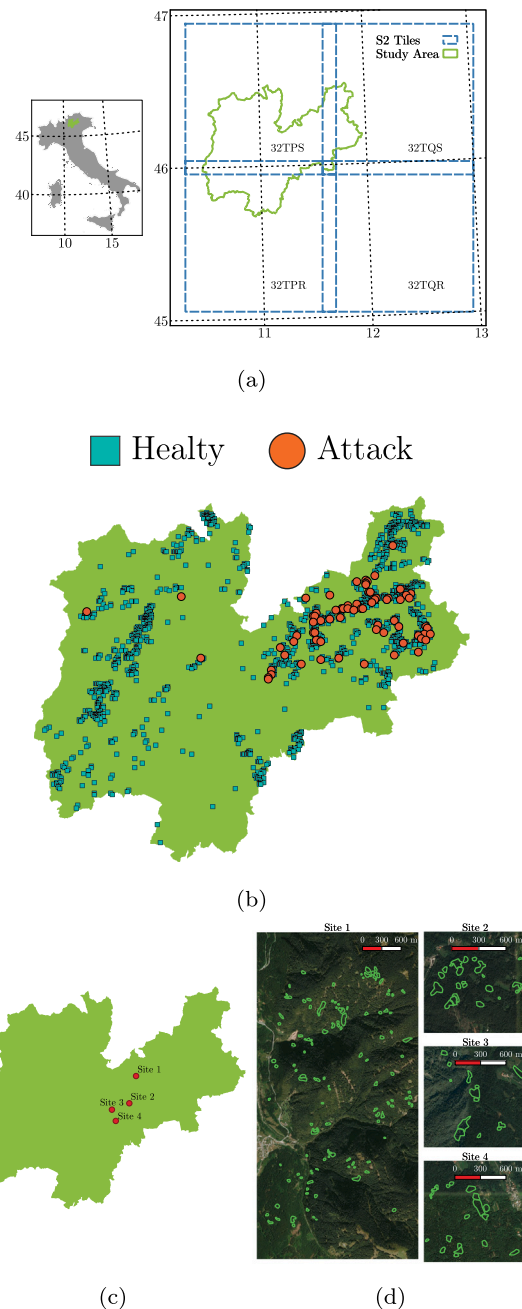 47
S2 Tiles
Study Area
45
32TPS
32TQS
46
40
32TPR
32TQR
10
15
45
11
12
13
(a)
Healty
Attack
(b)
Site 1
0 300 600 m
Site 2
0 300 600 m
Site 3
0 300 600 m
Site 4
0 300 600 m
Site 1
Site 3
Site 2
Site 4
(c)
(d)